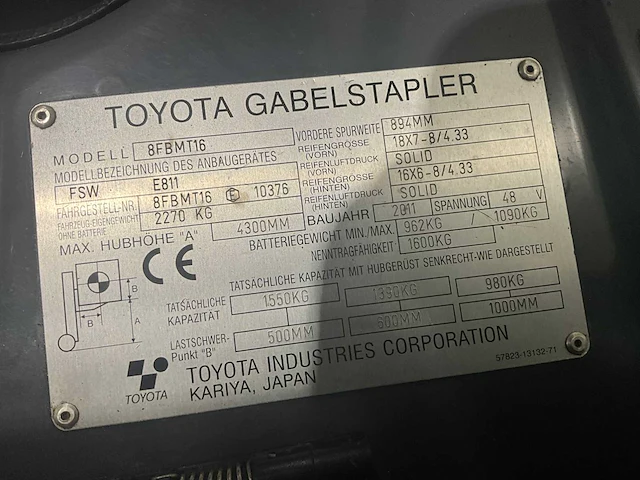 TOYOTA GABELSTAPLER
MODELL 8FBMT16
MODELLBEZEICHNUNG DES ANBAUGERÄTES
FSW E811
FAHRGESTELL-NR. 8FBMT16 E 10376
FAHRZEUG-EIGENGEWICHT OHNE BATTERIE 2270 KG
MAX. HUBHÖHE "A" 4300MM
VORDERE SPURWEITE 894MM
REIFENGRÖSSE (VORN) 18X7-8/4.33
REIFENLUFTDRUCK (VORN) SOLID
REIFENGRÖSSE (HINTEN) 16X6-8/4.33
REIFENLUFTDRUCK (HINTEN) SOLID
BAUJAHR 2011 SPANNUNG 48 V
BATTERIEGEWICHT MIN./MAX. 962KG / 1090KG
NENNTRAGFÄHIGKEIT 1600KG
CE
TATSÄCHLICHE KAPAZITÄT MIT HUBGERÜST SENKRECHT-WIE DARGESTELLT
TATSÄCHLICHE KAPAZITÄT 1550KG 1390KG 980KG
LASTSCHWER-PUNKT "B" 500MM 600MM 1000MM
B
B
A
TOYOTA
TOYOTA INDUSTRIES CORPORATION
KARIYA, JAPAN
57823-13132-71